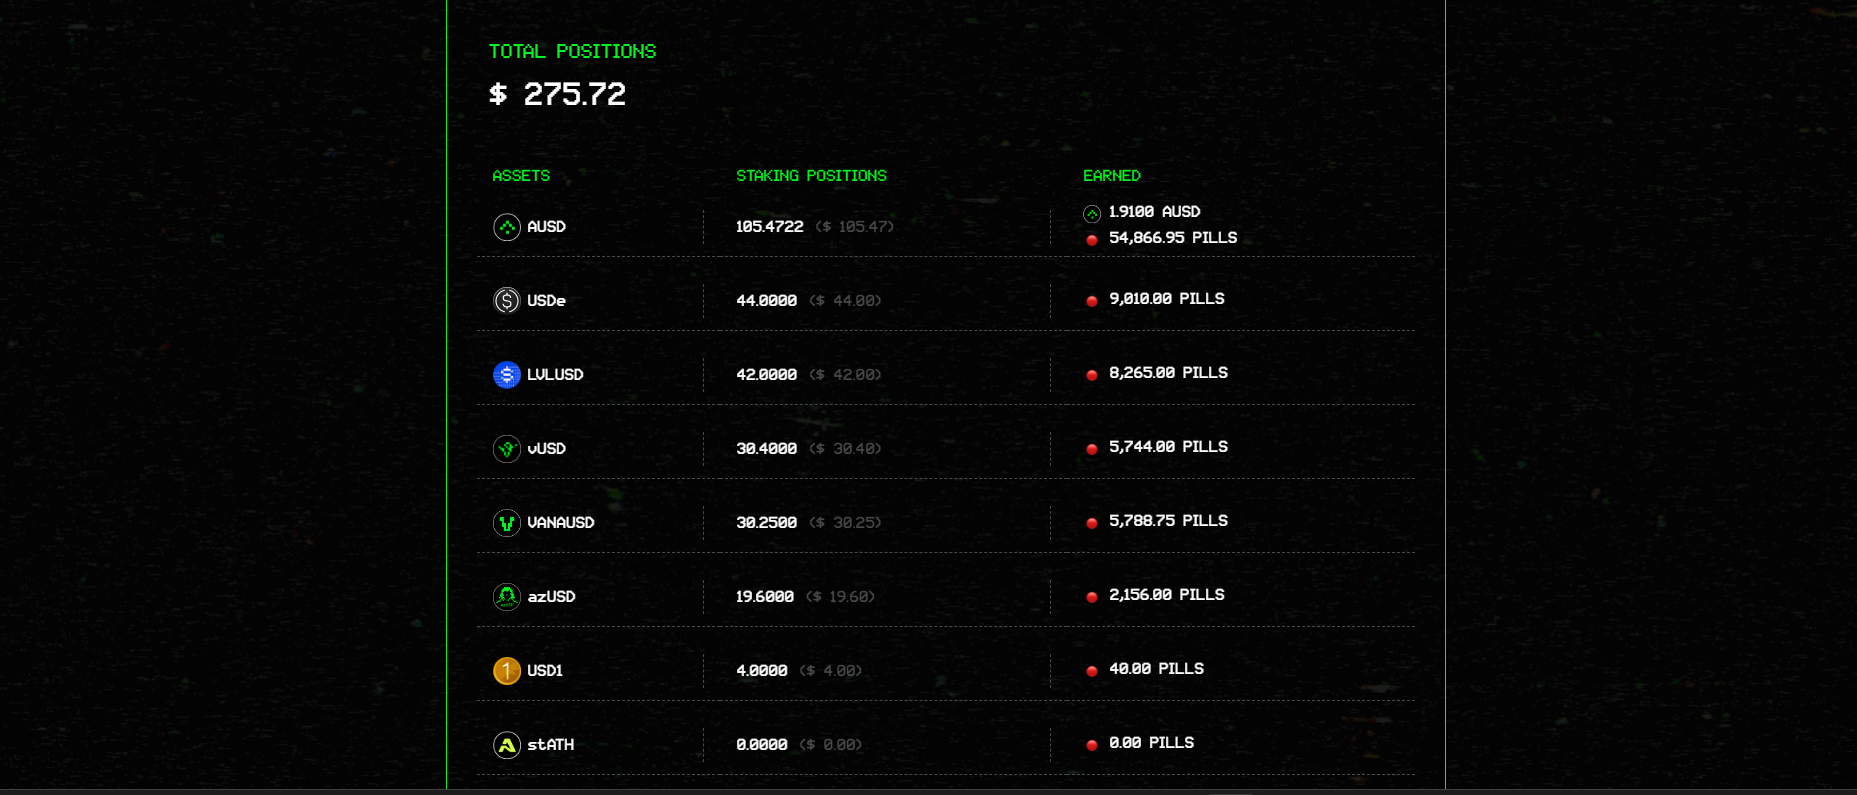 TOTAL POSITIONS
$ 275.72
ASSETS STAKING POSITIONS EARNED
AUSD 105.4722 ($ 105.47) 1.9100 AUSD
54,866.95 PILLS
USDe 44.0000 ($ 44.00) 9,010.00 PILLS
LVLUSD 42.0000 ($ 42.00) 8,265.00 PILLS
vUSD 30.4000 ($ 30.40) 5,744.00 PILLS
VANAUSD 30.2500 ($ 30.25) 5,788.75 PILLS
azUSD 19.6000 ($ 19.60) 2,156.00 PILLS
USD1 4.0000 ($ 4.00) 40.00 PILLS
stATH 0.0000 ($ 0.00) 0.00 PILLS